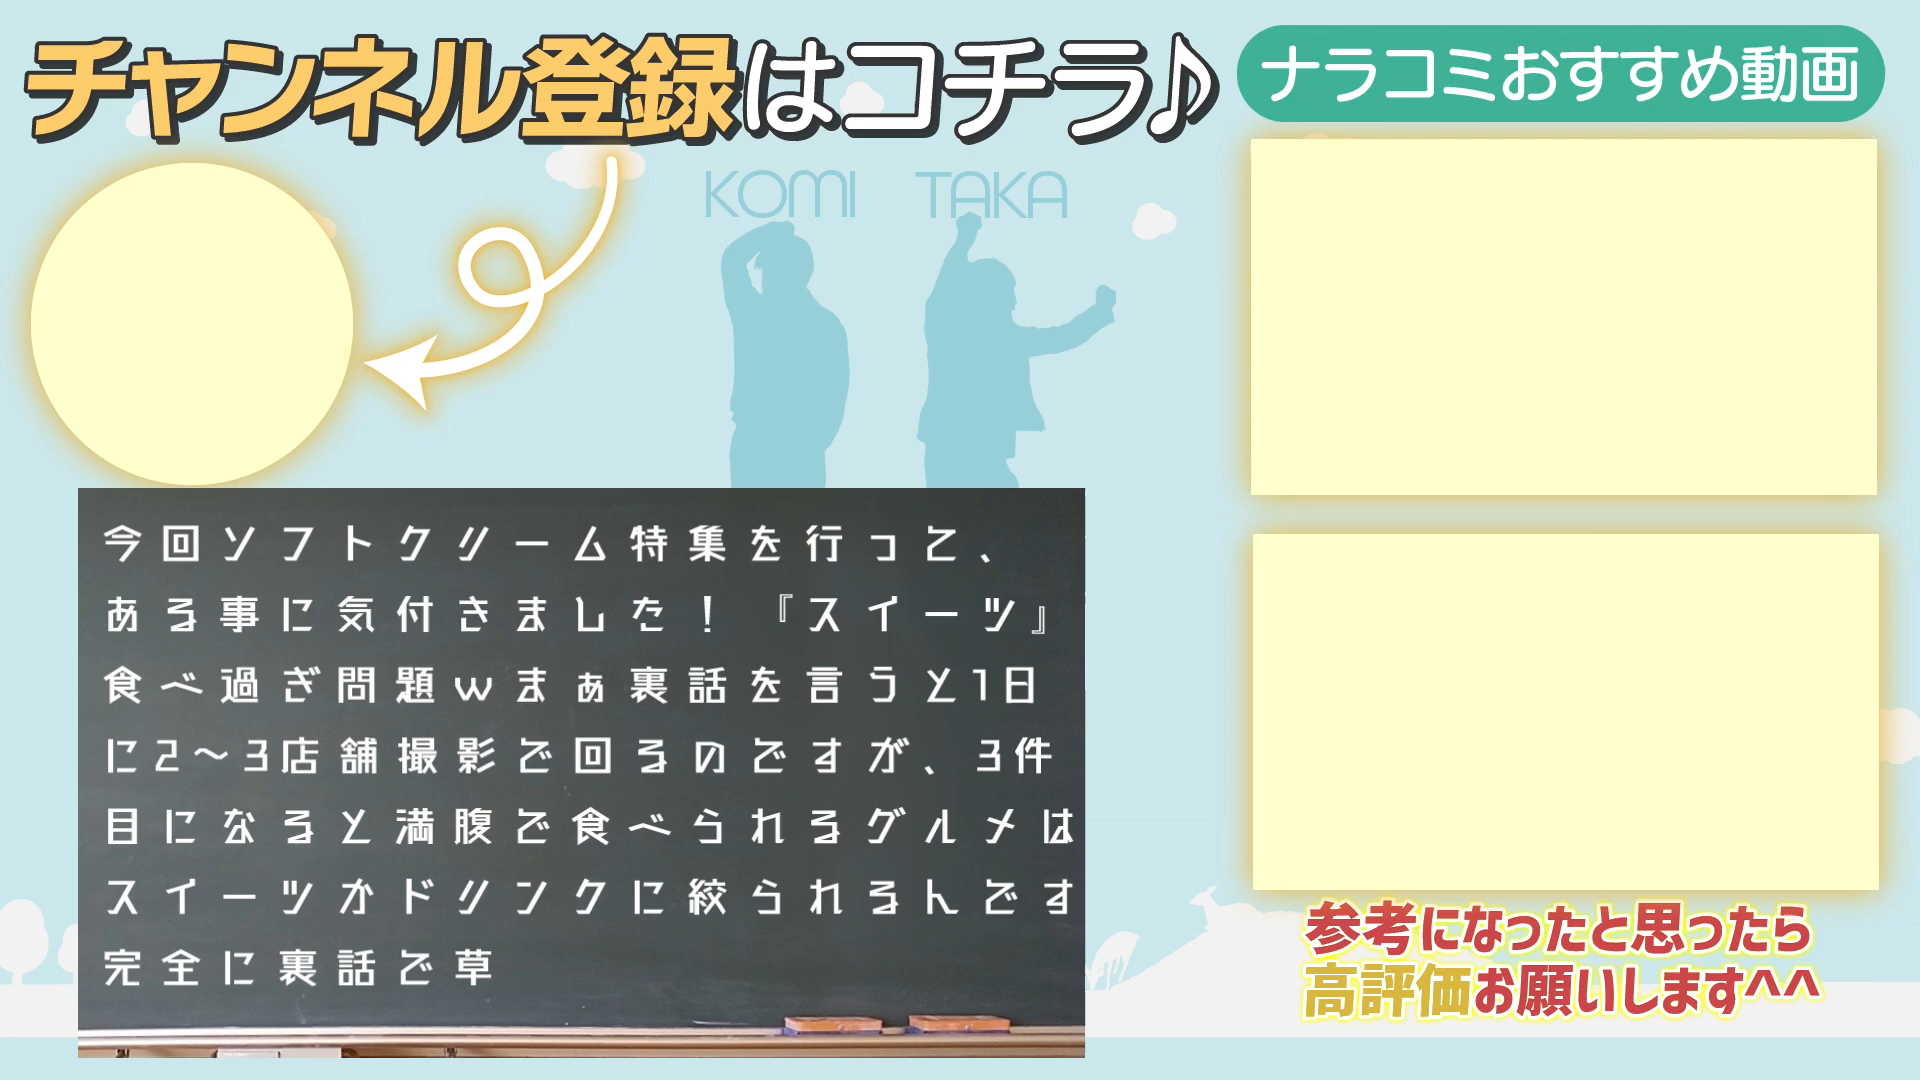 チャンネル登録はコチラ♪
ナラコミおすすめ動画
KOMI TAKA
今回ソフトクリーム特集を行って、
ある事に気付きました！『スイーツ』
食べ過ぎ問題wまぁ裏話を言うと1日
に2～3店舗撮影で回るのですが、3件
目になると満腹で食べられるグルメは
スイーツかドリンクに絞られるんです
完全に裏話で草
参考になったと思ったら
高評価お願いします^^